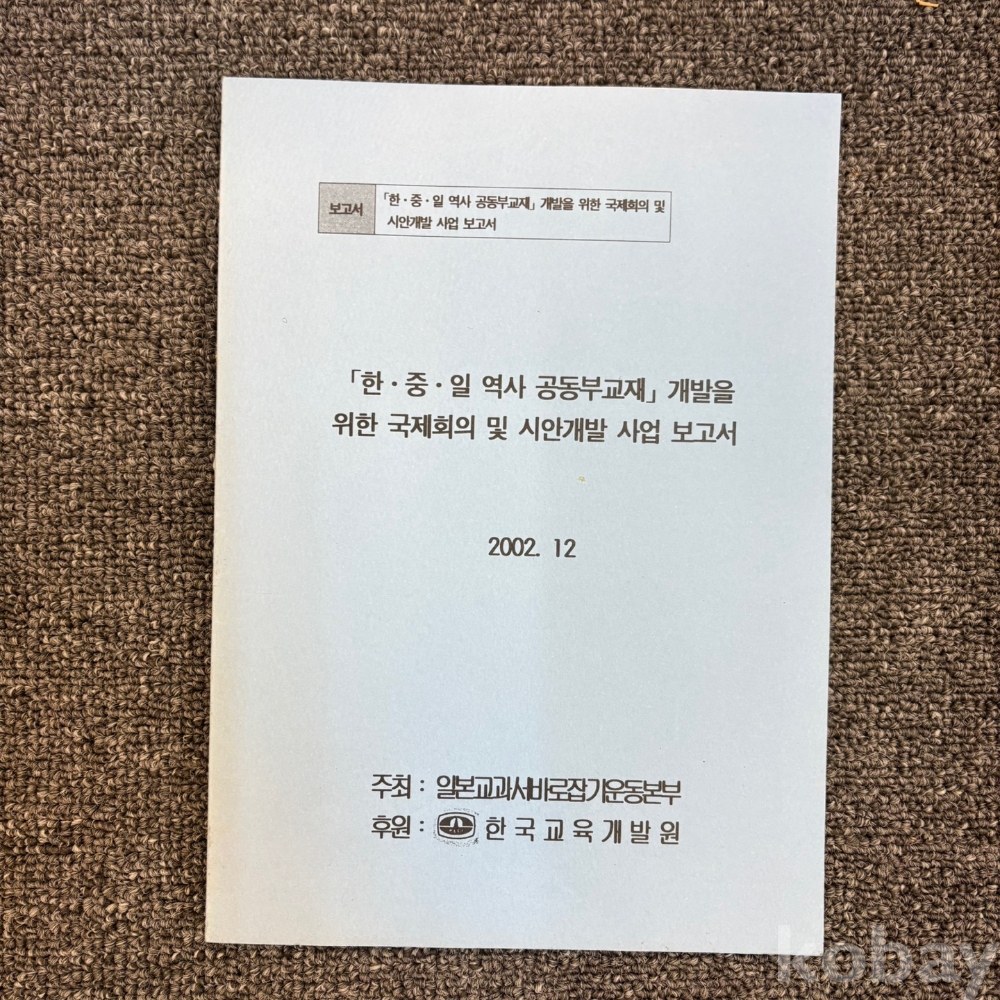 보고서
「한·중·일 역사 공동부교재」 개발을 위한 국제회의 및
시안개발 사업 보고서
「한·중·일 역사 공동부교재」 개발을
위한 국제회의 및 시안개발 사업 보고서
2002. 12
주최 : 일본교과서바로잡기운동본부
후원 : 한국교육개발원
kobay